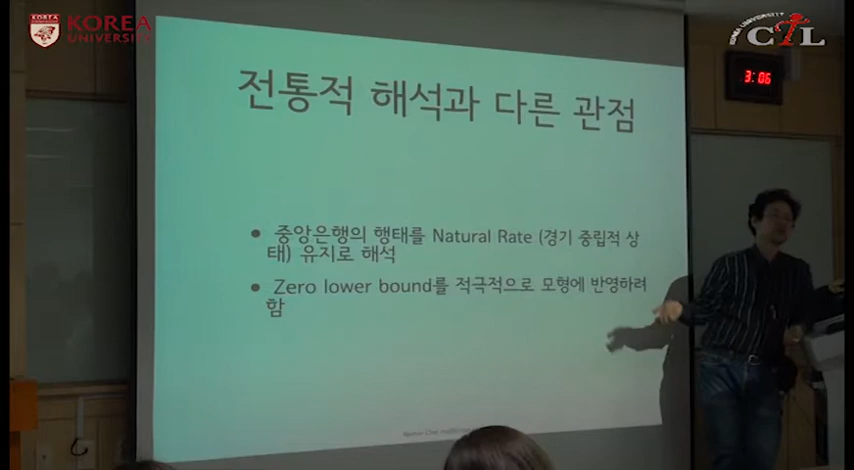 KOREA
UNIVERSITY
KOREA UNIVERSITY
CTL
3:06
전통적 해석과 다른 관점
• 중앙은행의 행태를 Natural Rate (경기 중립적 상
태) 유지로 해석
• Zero lower bound를 적극적으로 모형에 반영하려
함